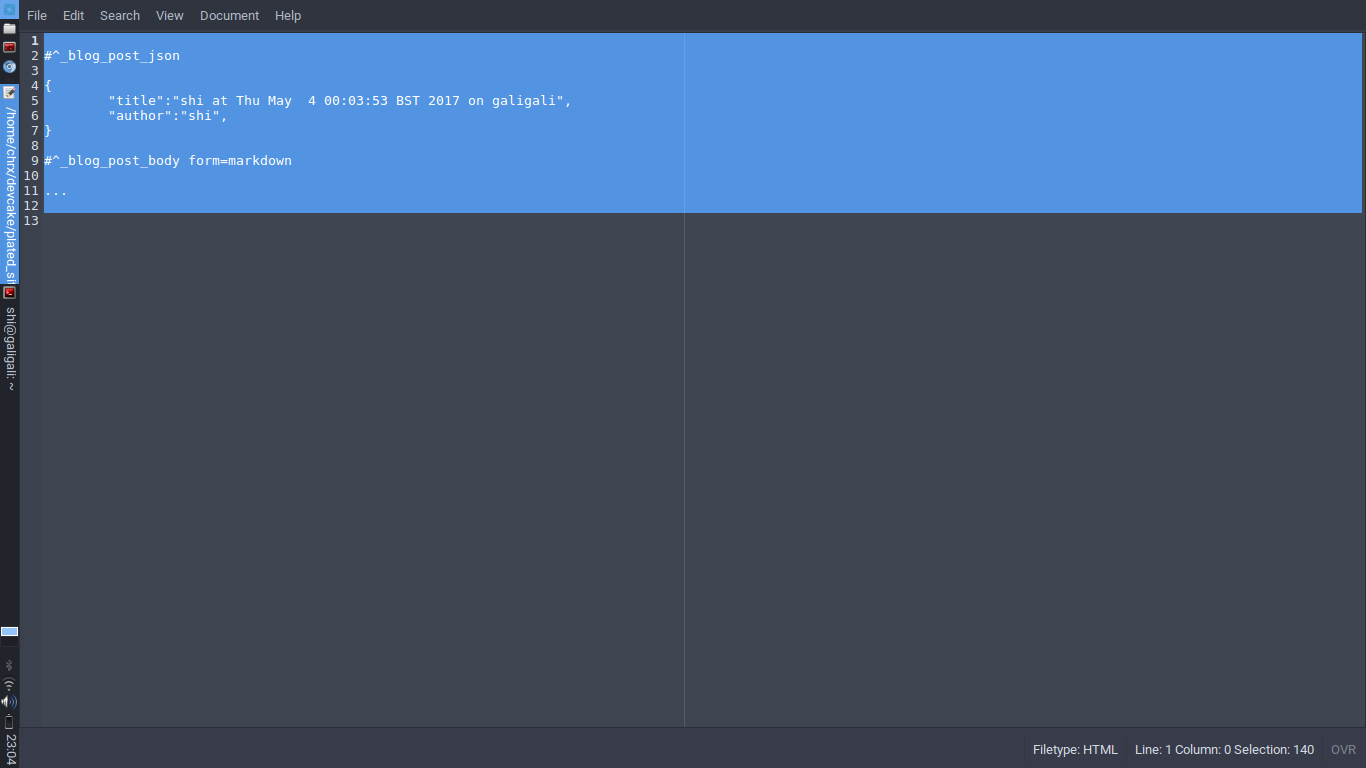 File Edit Search View Document Help
1
2 #^_blog_post_json
3
4 {
5 "title":"shi at Thu May  4 00:03:53 BST 2017 on galigali",
6 "author":"shi",
7 }
8
9 #^_blog_post_body form=markdown
10
11 ...
12
13
/home/chrx/devcake/plated_si
shi@galigali: ~
23:04
Filetype: HTML Line: 1 Column: 0 Selection: 140 OVR